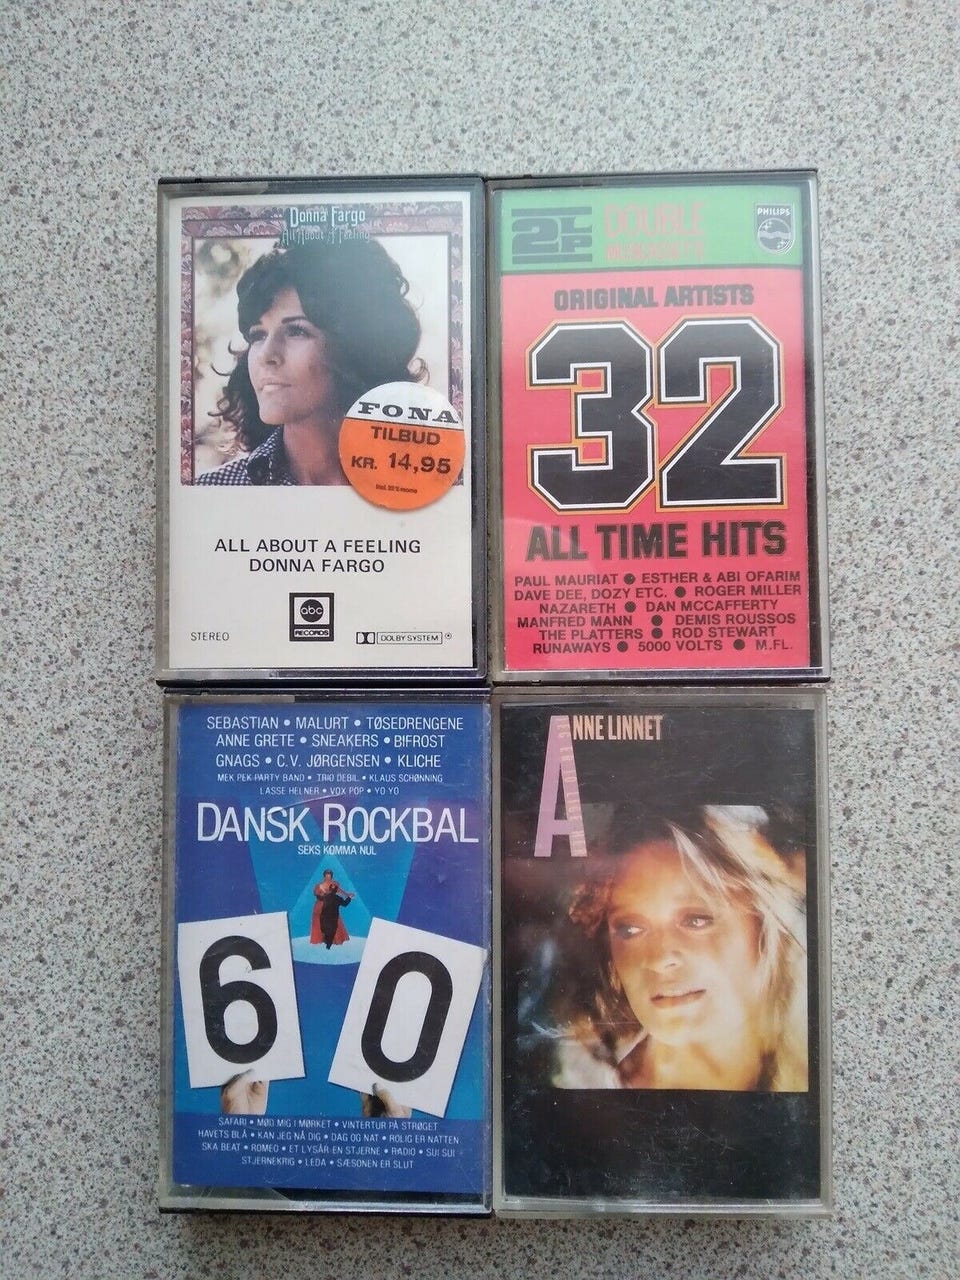 Donna Fargo
All About A Feeling
FONA
TILBUD
KR. 14,95
ALL ABOUT A FEELING
DONNA FARGO
abc
RECORDS
STEREO
DOLBY SYSTEM ®
2LP
DOUBLE
MUSICASSETTE
PHILIPS
ORIGINAL ARTISTS
32
ALL TIME HITS
PAUL MAURIAT ● ESTHER & ABI OFARIM
DAVE DEE, DOZY ETC. ● ROGER MILLER
NAZARETH ● DAN MCCAFFERTY
MANFRED MANN ● DEMIS ROUSSOS
THE PLATTERS ● ROD STEWART
RUNAWAYS ● 5000 VOLTS ● M.FL.
SEBASTIAN • MALURT • TØSEDRENGENE
ANNE GRETE • SNEAKERS • BIFROST
GNAGS • C.V. JØRGENSEN • KLICHE
MEK PEK PARTY BAND • TRIO DEBIL • KLAUS SCHØNNING
LASSE HELNER • VOX POP • YO YO
DANSK ROCKBAL
SEKS KOMMA NUL
6 0
SAFARI • MØD MIG I MØRKET • VINTERTUR PÅ STRØGET
HAVETS BLÅ • KAN JEG NÅ DIG • DAG OG NAT • ROLIG ER NATTEN
SKA BEAT • ROMEO • ET LYSÅR EN STJERNE • RADIO • SUI SUI •
STJERNEKRIG • LEDA • SÆSONEN ER SLUT
ANNE LINNET
JEG ER JO LIGE HER